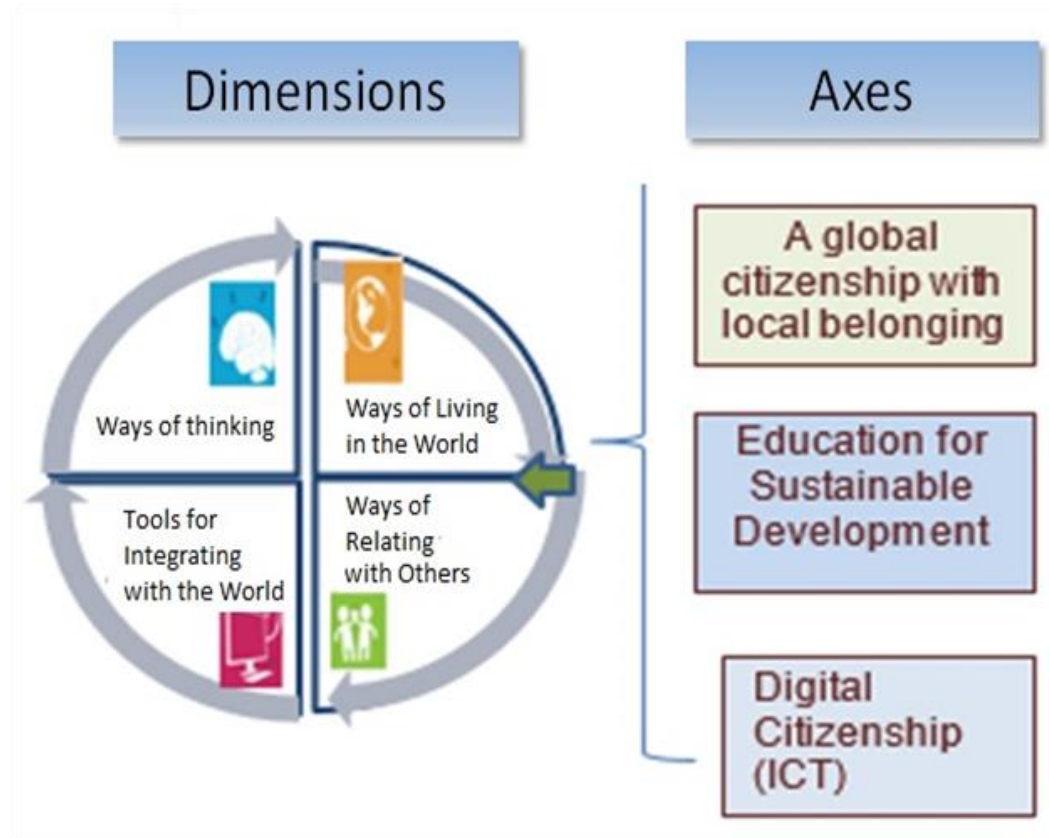 Dimensions
Axes
Ways of thinking
Ways of Living
in the World
Tools for
Integrating
with the World
Ways of
Relating
with Others
A global
citizenship with
local belonging
Education for
Sustainable
Development
Digital
Citizenship
(ICT)